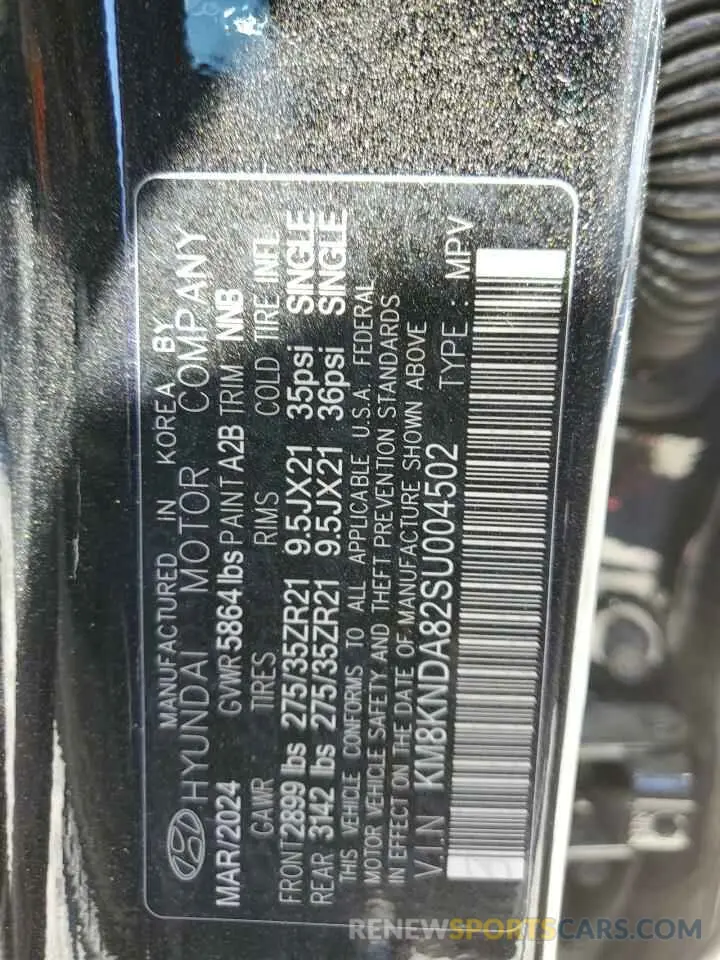 MANUFACTURED IN KOREA BY
HYUNDAI MOTOR COMPANY
MAR/2024 GVWR 5864 lbs PAINT A2B TRIM NNB
GAWR TIRES RIMS COLD TIRE INFL
FRONT 2899 lbs 275/35ZR21 9.5JX21 35psi SINGLE
REAR 3142 lbs 275/35ZR21 9.5JX21 36psi SINGLE
THIS VEHICLE CONFORMS TO ALL APPLICABLE U.S.A. FEDERAL
MOTOR VEHICLE SAFETY AND THEFT PREVENTION STANDARDS
IN EFFECT ON THE DATE OF MANUFACTURE SHOWN ABOVE
V.I.N KM8KNDA82SU004502 TYPE : MPV
RENEWSPORTSCARS.COM